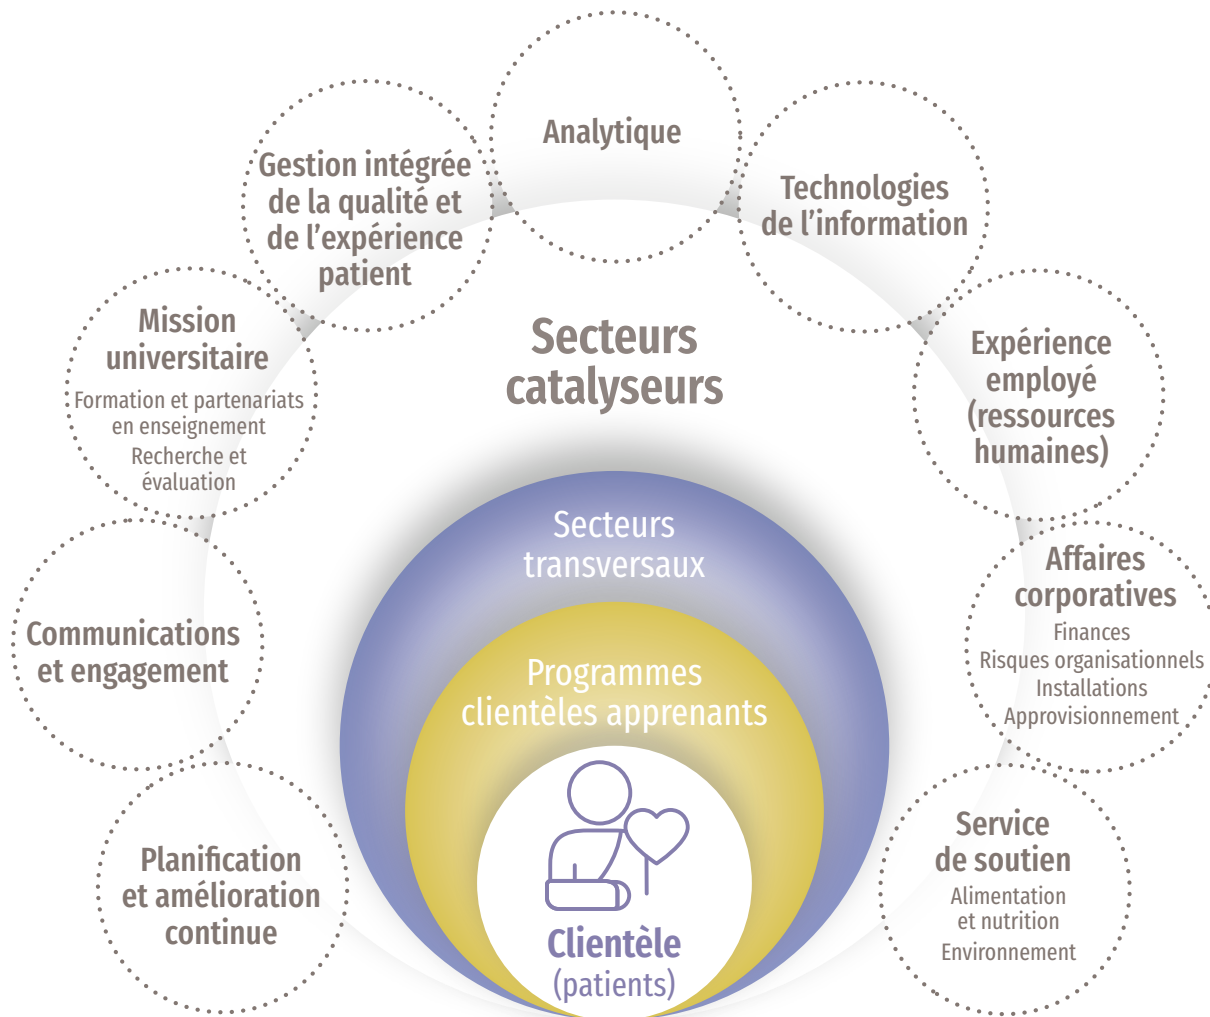 Analytique
Gestion intégrée
de la qualité et
de l’expérience
patient
Technologies
de l’information
Mission
universitaire
Formation et partenariats
en enseignement
Recherche et
évaluation
Expérience
employé
(ressources
humaines)
Communications
et engagement
Affaires
corporatives
Finances
Risques organisationnels
Installations
Approvisionnement
Planification
et amélioration
continue
Service
de soutien
Alimentation
et nutrition
Environnement
Secteurs
catalyseurs
Secteurs
transversaux
Programmes
clientèles apprenants
Clientèle
(patients)